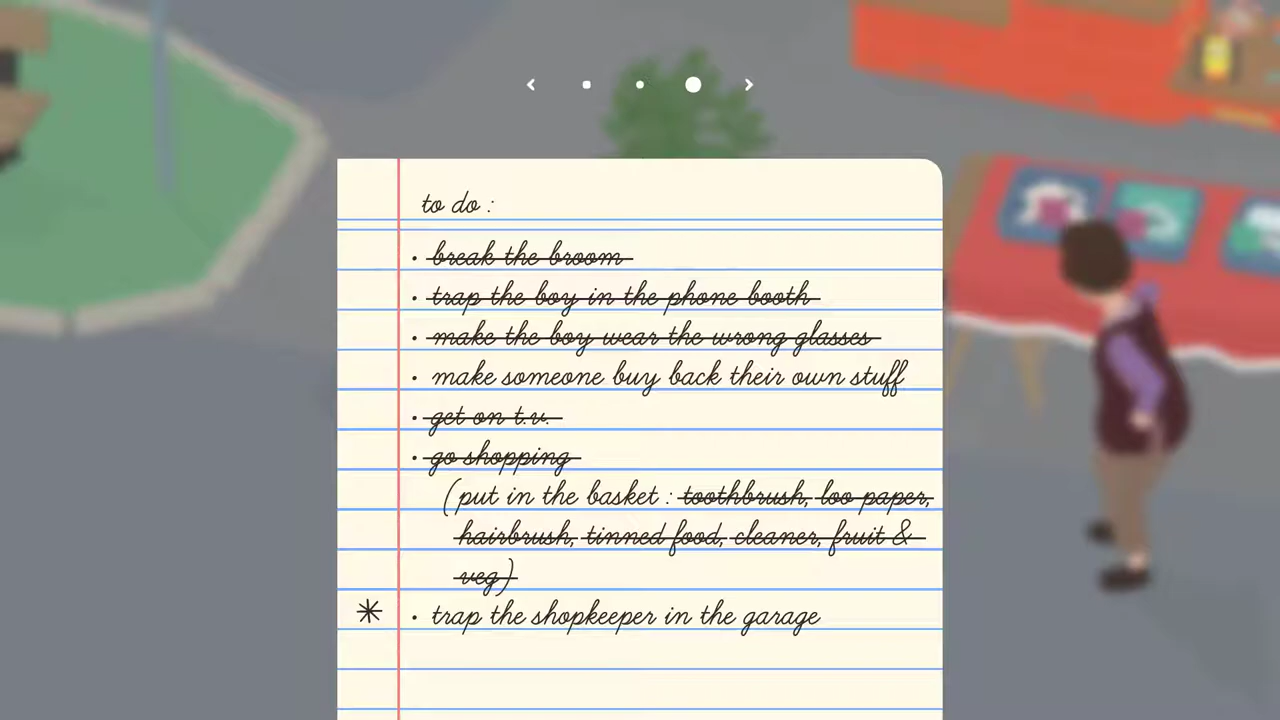 to do :
• break the broom
• trap the boy in the phone booth
• make the boy wear the wrong glasses
• make someone buy back their own stuff
• get on t.v.
• go shopping
(put in the basket : toothbrush, loo paper,
hairbrush, tinned food, cleaner, fruit &
veg)
• trap the shopkeeper in the garage